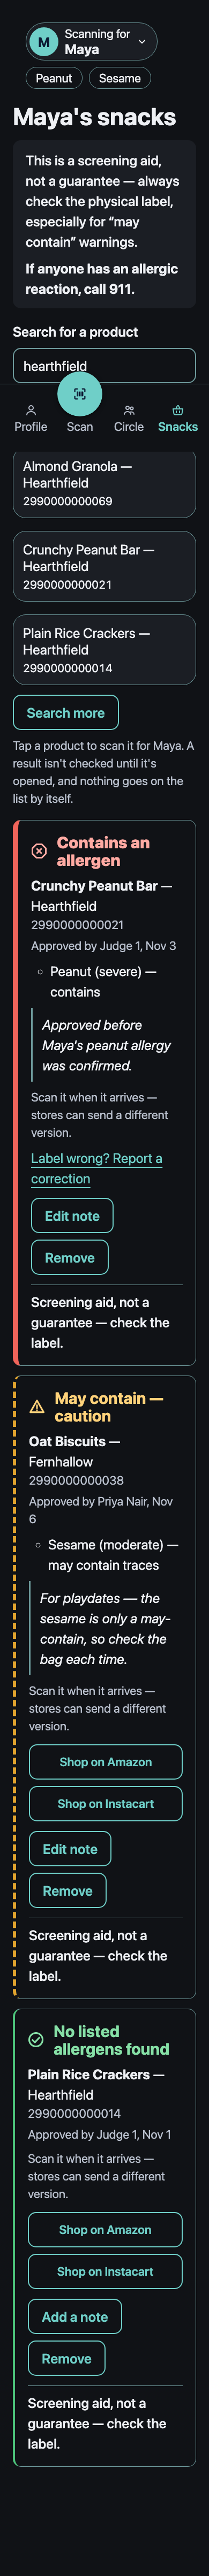 M
Scanning for
Maya
Peanut
Sesame
Maya's snacks
This is a screening aid,
not a guarantee — always
check the physical label,
especially for “may
contain” warnings.
If anyone has an allergic
reaction, call 911.
Search for a product
hearthfield
Profile
Scan
Circle
Snacks
Almond Granola —
Hearthfield
2990000000069
Crunchy Peanut Bar —
Hearthfield
2990000000021
Plain Rice Crackers —
Hearthfield
2990000000014
Search more
Tap a product to scan it for Maya. A
result isn't checked until it's
opened, and nothing goes on the
list by itself.
Contains an
allergen
Crunchy Peanut Bar —
Hearthfield
2990000000021
Approved by Judge 1, Nov 3
Peanut (severe) —
contains
Approved before
Maya's peanut allergy
was confirmed.
Scan it when it arrives —
stores can send a different
version.
Label wrong? Report a
correction
Edit note
Remove
Screening aid, not a
guarantee — check the
label.
May contain —
caution
Oat Biscuits —
Fernhallow
2990000000038
Approved by Priya Nair, Nov
6
Sesame (moderate) —
may contain traces
For playdates — the
sesame is only a may-
contain, so check the
bag each time.
Scan it when it arrives —
stores can send a different
version.
Shop on Amazon
Shop on Instacart
Edit note
Remove
Screening aid, not a
guarantee — check the
label.
No listed
allergens found
Plain Rice Crackers —
Hearthfield
2990000000014
Approved by Judge 1, Nov 1
Scan it when it arrives —
stores can send a different
version.
Shop on Amazon
Shop on Instacart
Add a note
Remove
Screening aid, not a
guarantee — check the
label.